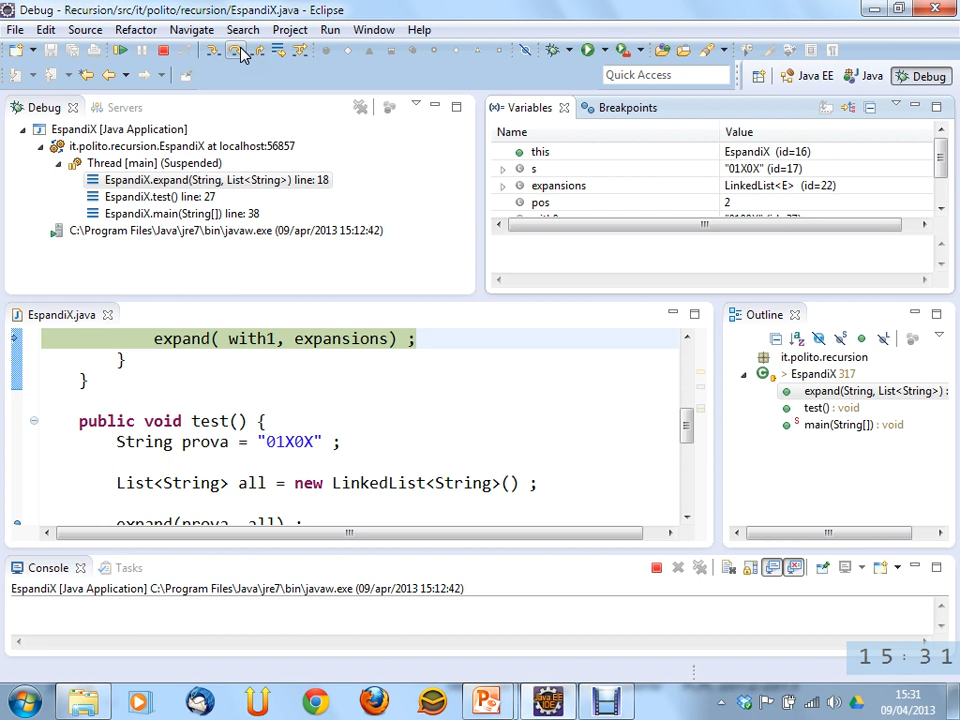 Debug - Recursion/src/it/polito/recursion/EspandiX.java - Eclipse
File Edit Source Refactor Navigate Search Project Run Window Help
Quick Access
Java EE
Java
Debug
Debug
Servers
EspandiX [Java Application]
it.polito.recursion.EspandiX at localhost:56857
Thread [main] (Suspended)
EspandiX.expand(String, List<String>) line: 18
EspandiX.test() line: 27
EspandiX.main(String[]) line: 38
C:\Program Files\Java\jre7\bin\javaw.exe (09/apr/2013 15:12:42)
(x)= Variables
Breakpoints
Name Value
this EspandiX (id=16)
s "01X0X" (id=17)
expansions LinkedList<E> (id=22)
pos 2
EspandiX.java
expand( with1, expansions) ;
}
}
public void test() {
String prova = "01X0X" ;
List<String> all = new LinkedList<String>() ;
expand(prova, all) ;
Outline
it.polito.recursion
> EspandiX 317
expand(String, List<String>) :
test() : void
main(String[]) : void
Console
Tasks
EspandiX [Java Application] C:\Program Files\Java\jre7\bin\javaw.exe (09/apr/2013 15:12:42)
15:31
15:31
09/04/2013